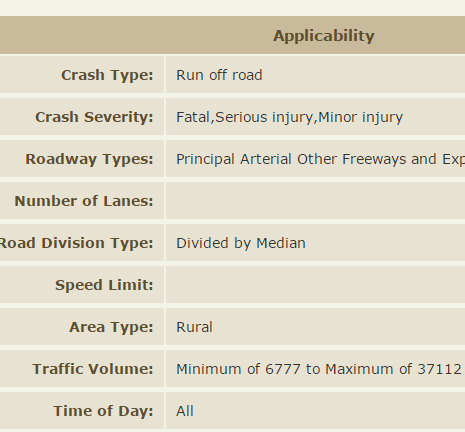 Applicability
Crash Type: Run off road
Crash Severity: Fatal,Serious injury,Minor injury
Roadway Types: Principal Arterial Other Freeways and Exp
Number of Lanes:
Road Division Type: Divided by Median
Speed Limit:
Area Type: Rural
Traffic Volume: Minimum of 6777 to Maximum of 37112
Time of Day: All